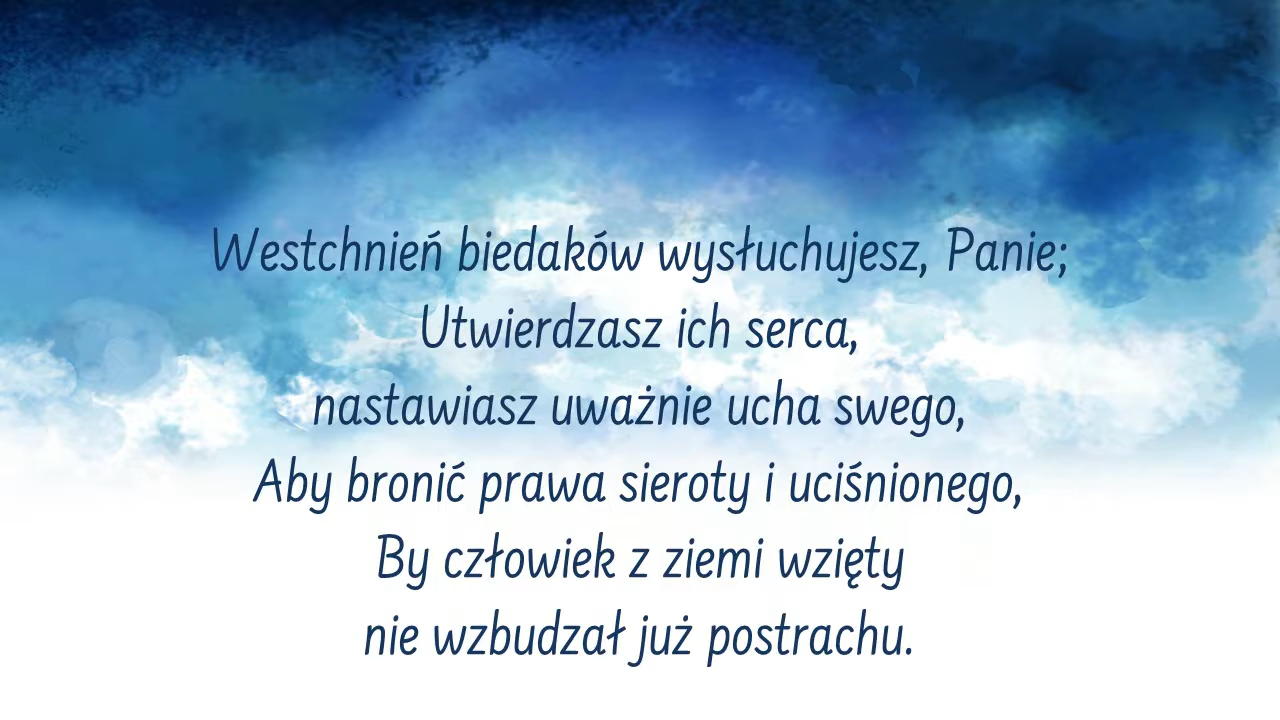 Westchnień biedaków wysłuchujesz, Panie;
Utwierdzasz ich serca,
nastawiasz uważnie ucha swego,
Aby bronić prawa sieroty i uciśnionego,
By człowiek z ziemi wzięty
nie wzbudzał już postrachu.